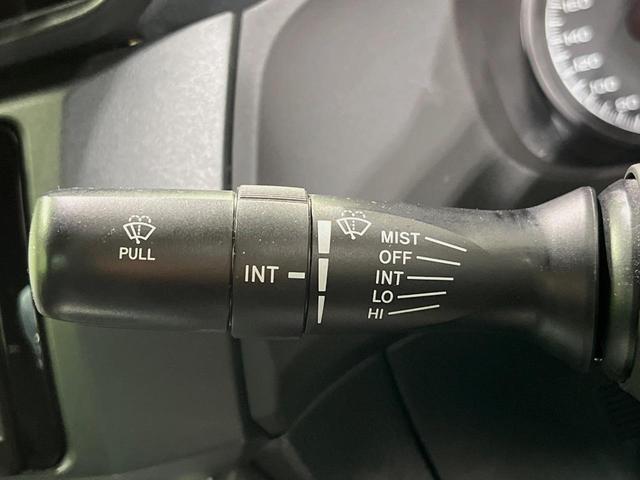 PULL
INT
MIST
OFF
INT
LO
HI